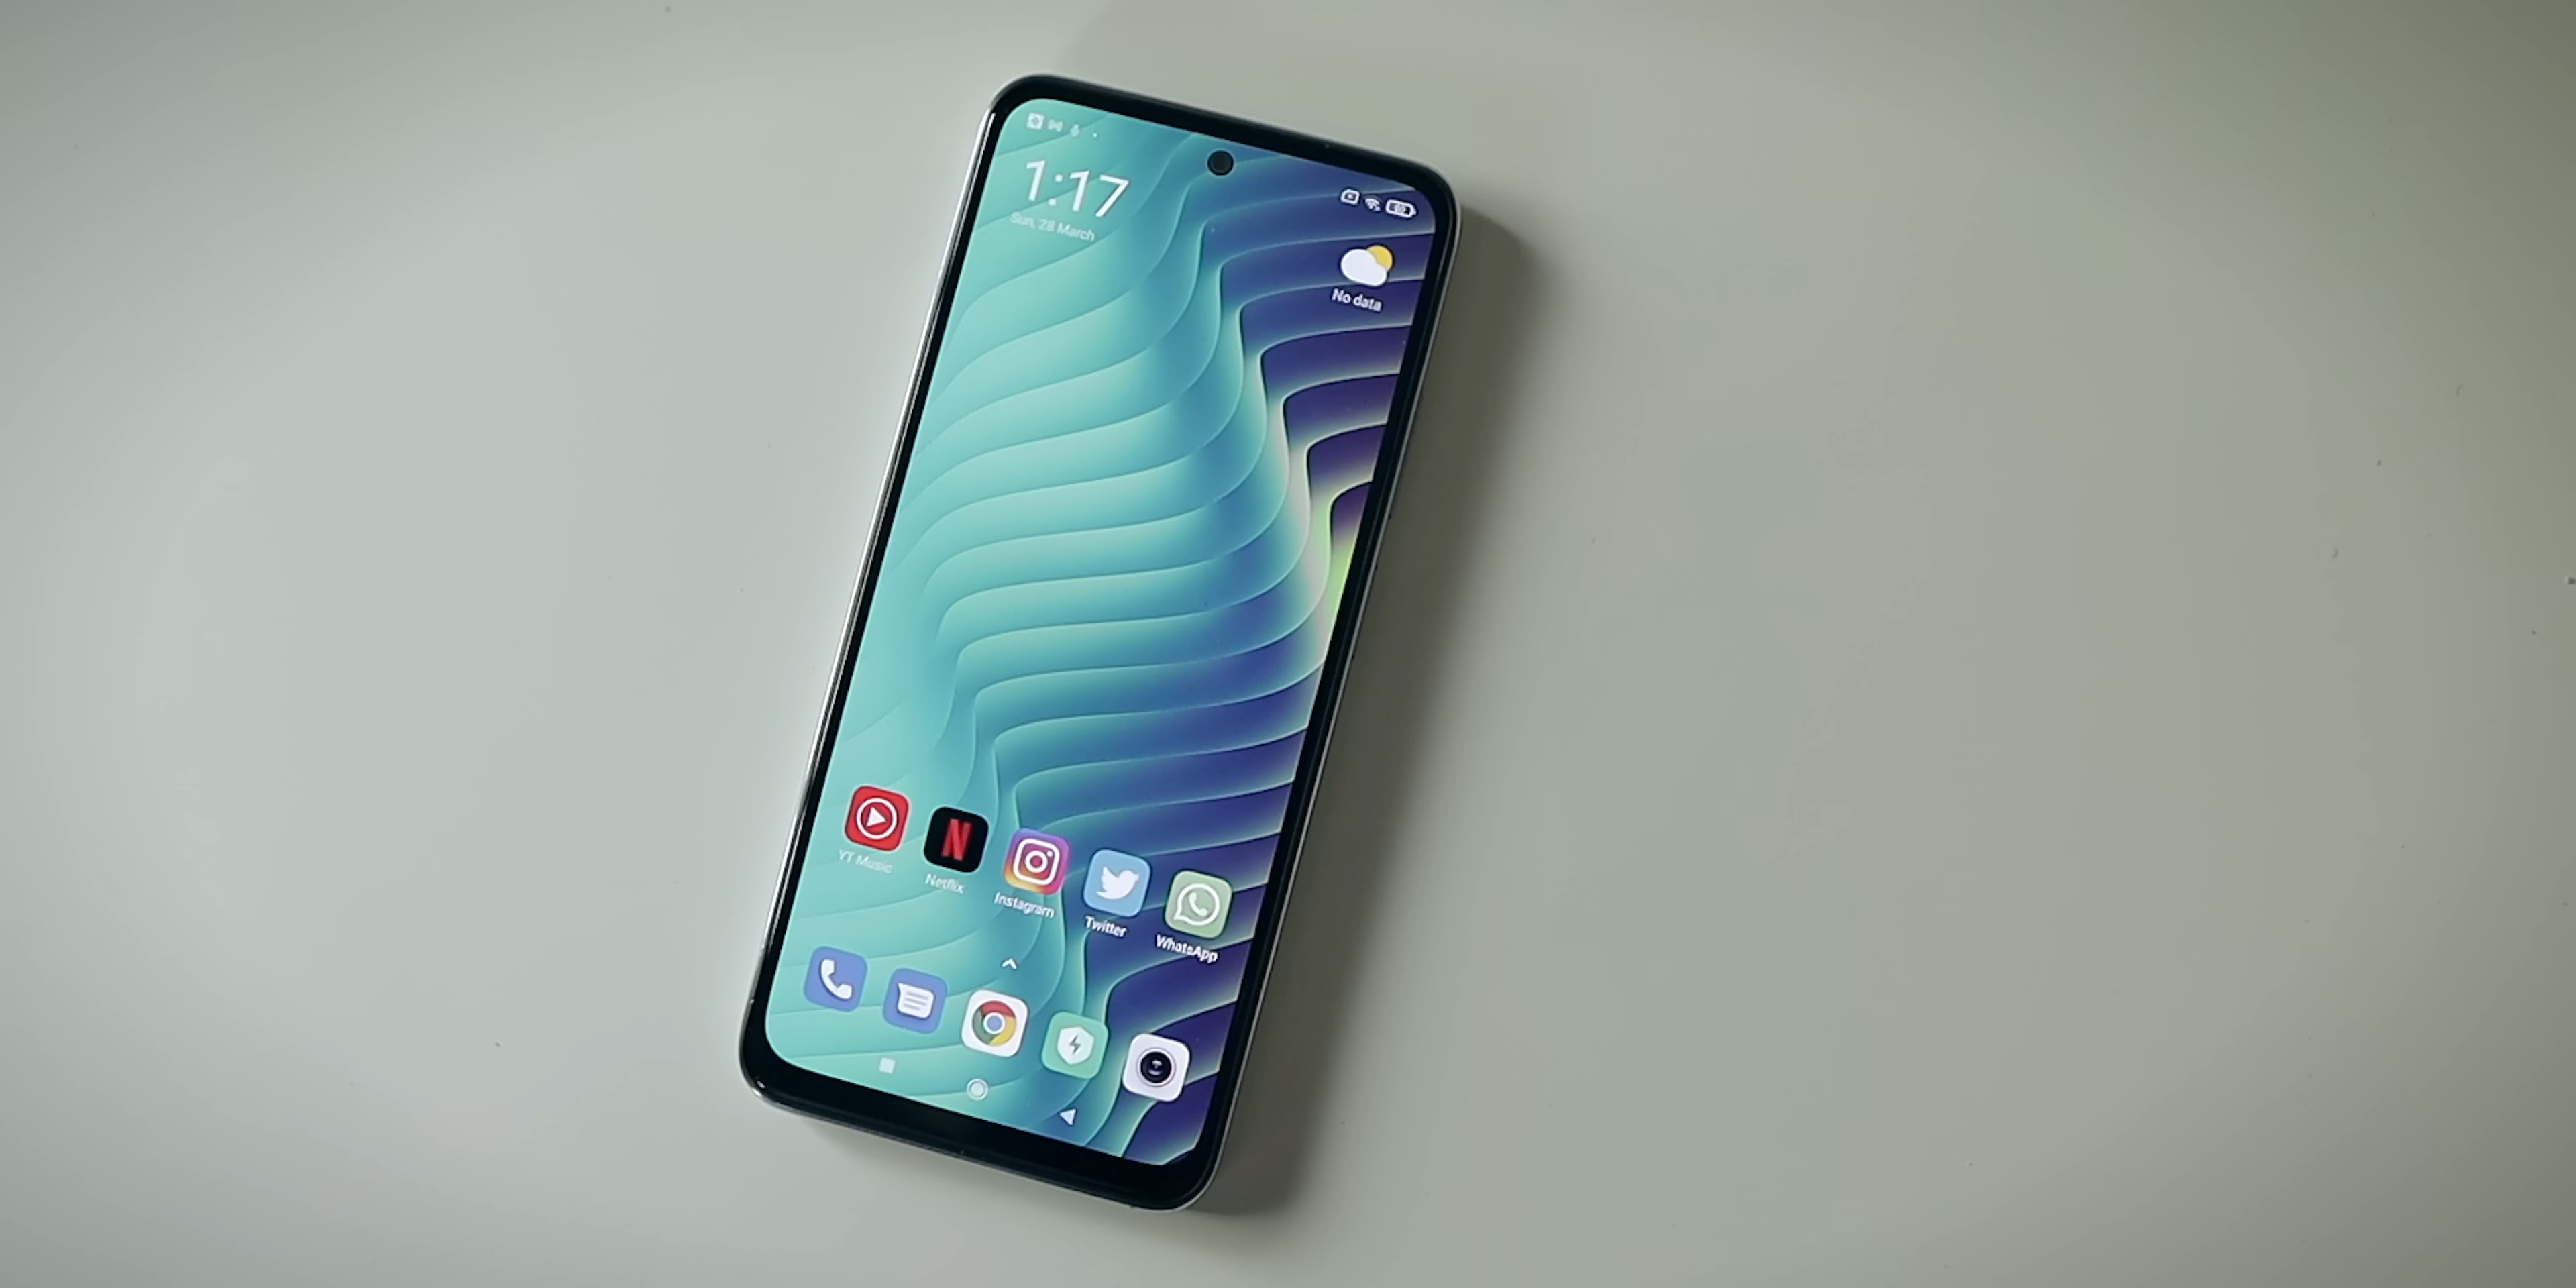 1:17
Sun, 28 March
No data
YT Music
Netflix
Instagram
Twitter
WhatsApp